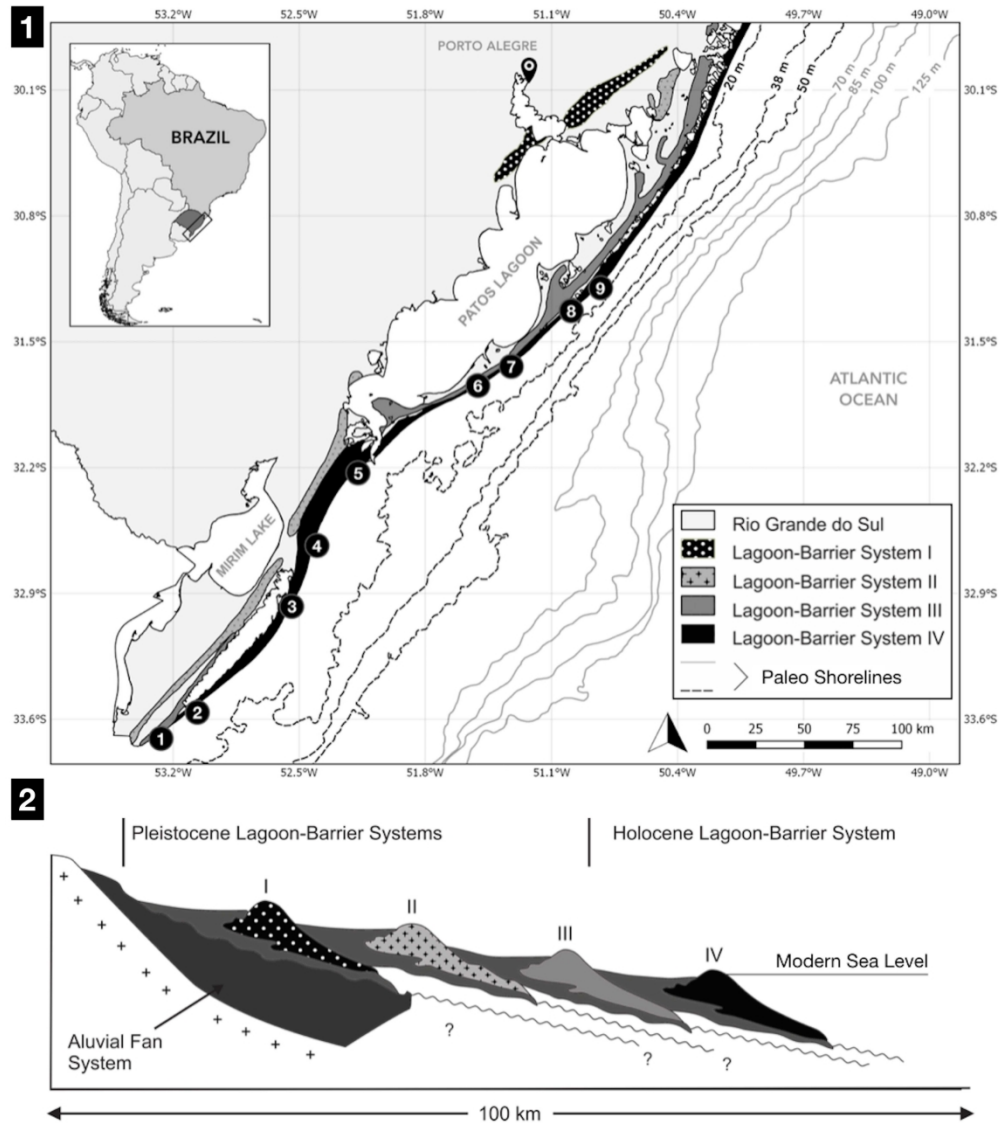 1
53.2°W 52.5°W 51.8°W 51.1°W 50.4°W 49.7°W 49.0°W
PORTO ALEGRE
BRAZIL
20 m
38 m
50 m
70 m
85 m
100 m
125 m
30.1°S 30.1°S
30.8°S 30.8°S
PATOS LAGOON
9
8
31.5°S 31.5°S
7
6
ATLANTIC
OCEAN
32.2°S 32.2°S
5
MIRIM LAKE
4
32.9°S 32.9°S
3
Rio Grande do Sul
Lagoon-Barrier System I
Lagoon-Barrier System II
Lagoon-Barrier System III
Lagoon-Barrier System IV
Paleo Shorelines
33.6°S 33.6°S
2
1
0 25 50 75 100 km
53.2°W 52.5°W 51.8°W 51.1°W 50.4°W 49.7°W 49.0°W
2
Pleistocene Lagoon-Barrier Systems
Holocene Lagoon-Barrier System
I
II
III
IV
Modern Sea Level
Aluvial Fan
System
?
?
?
100 km